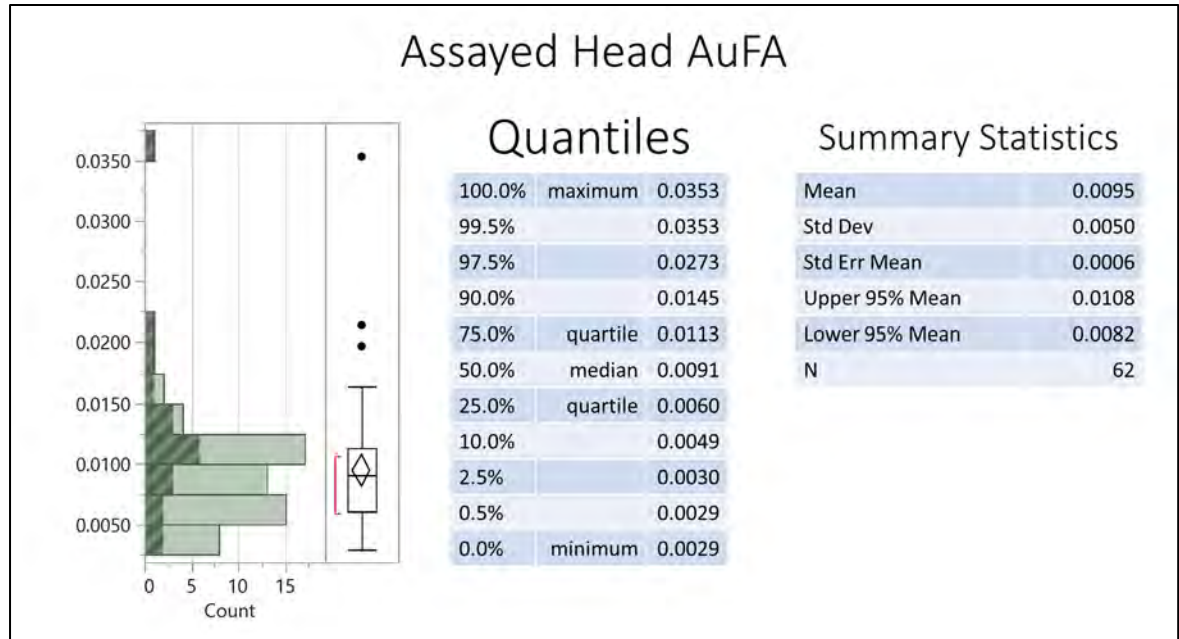 Assayed Head AuFA
0.0350
0.0300
0.0250
0.0200
0.0150
0.0100
0.0050
0 5 10 15
Count
Quantiles
100.0% maximum 0.0353
99.5% 0.0353
97.5% 0.0273
90.0% 0.0145
75.0% quartile 0.0113
50.0% median 0.0091
25.0% quartile 0.0060
10.0% 0.0049
2.5% 0.0030
0.5% 0.0029
0.0% minimum 0.0029
Summary Statistics
Mean 0.0095
Std Dev 0.0050
Std Err Mean 0.0006
Upper 95% Mean 0.0108
Lower 95% Mean 0.0082
N 62